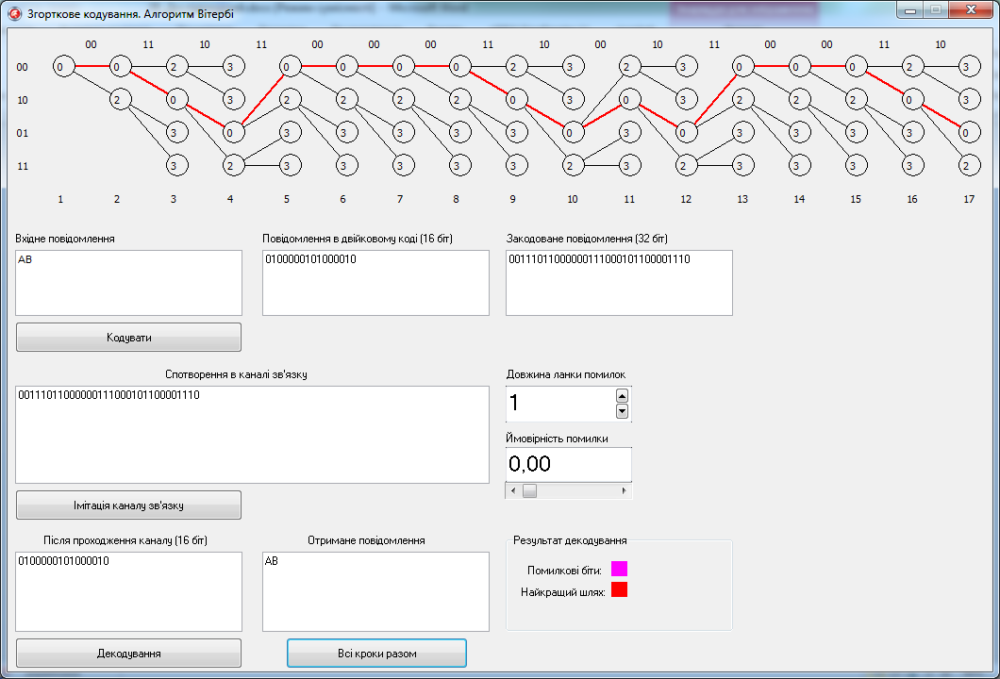 Згорткове кодування. Алгоритм Вітербі
00 11 10 11 00 00 00 11 10 00 10 11 00 00 11 10
00 0 0 2 3 0 0 0 0 2 3 2 3 0 0 0 2 3
10 2 0 3 2 2 2 2 0 3 0 3 2 2 2 0 3
01 3 0 3 3 3 3 3 0 3 0 3 3 3 3 0
11 3 2 3 3 3 3 3 2 3 2 3 3 3 3 2
1 2 3 4 5 6 7 8 9 10 11 12 13 14 15 16 17
Вхідне повідомлення
AB
Повідомлення в двійковому коді (16 біт)
0100000101000010
Закодоване повідомлення (32 біт)
00111011000000111000101100001110
Кодувати
Спотворення в каналі зв'язку
00111011000000111000101100001110
Довжина ланки помилок
1
Ймовірність помилки
0,00
Імітація каналу зв'язку
Після проходження каналу (16 біт)
0100000101000010
Отримане повідомлення
AB
Результат декодування
Помилкові біти:
Найкращий шлях:
Декодування
Всі кроки разом